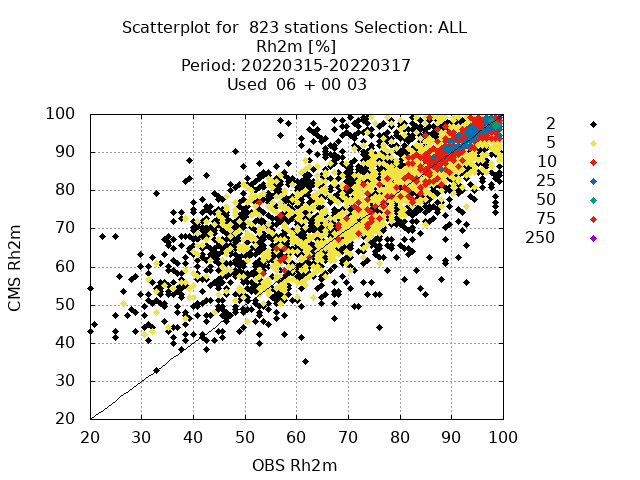 Scatterplot for  823 stations Selection: ALL
Rh2m [%]
Period: 20220315-20220317
Used  06 + 00 03
100
90
80
70
60
50
40
30
20
20 30 40 50 60 70 80 90 100
CMS Rh2m
OBS Rh2m
2
5
10
25
50
75
250